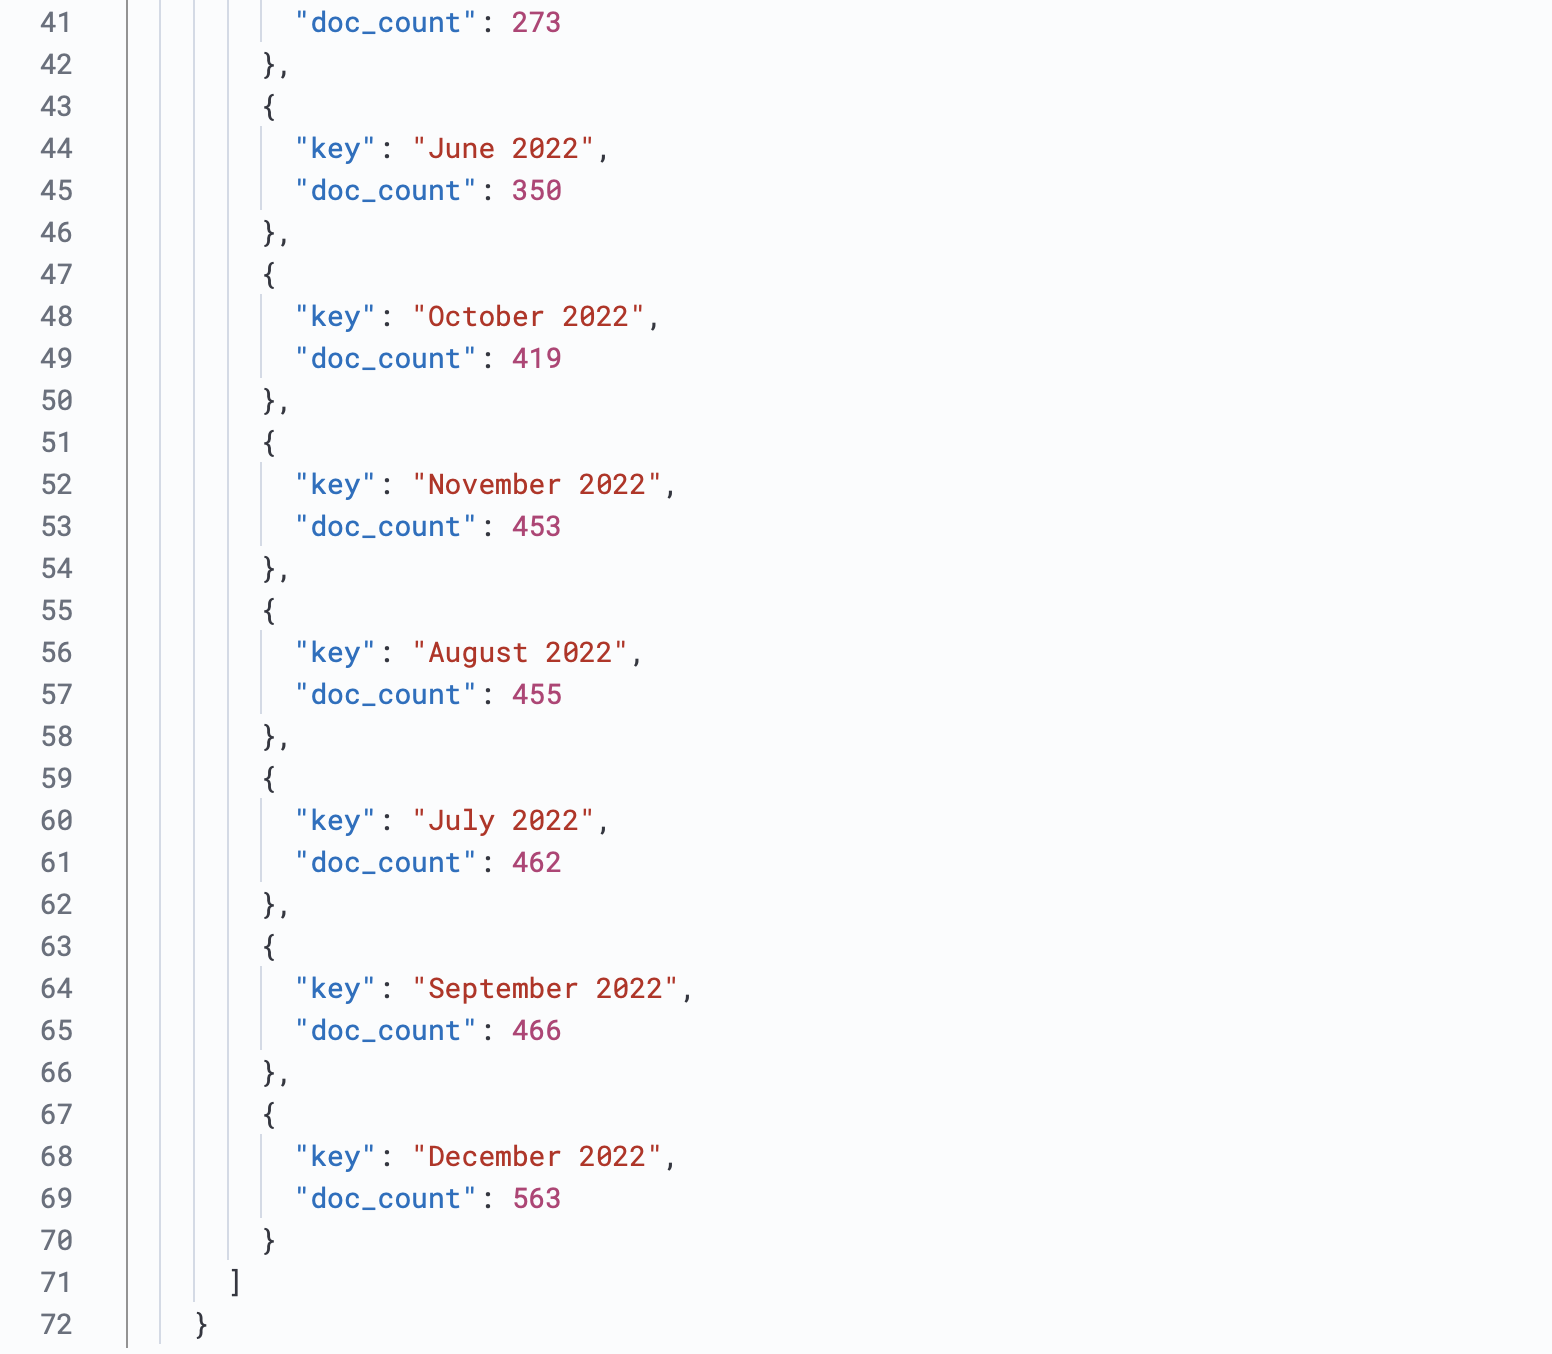 41 "doc_count": 273
42 },
43 {
44 "key": "June 2022",
45 "doc_count": 350
46 },
47 {
48 "key": "October 2022",
49 "doc_count": 419
50 },
51 {
52 "key": "November 2022",
53 "doc_count": 453
54 },
55 {
56 "key": "August 2022",
57 "doc_count": 455
58 },
59 {
60 "key": "July 2022",
61 "doc_count": 462
62 },
63 {
64 "key": "September 2022",
65 "doc_count": 466
66 },
67 {
68 "key": "December 2022",
69 "doc_count": 563
70 }
71 ]
72 }